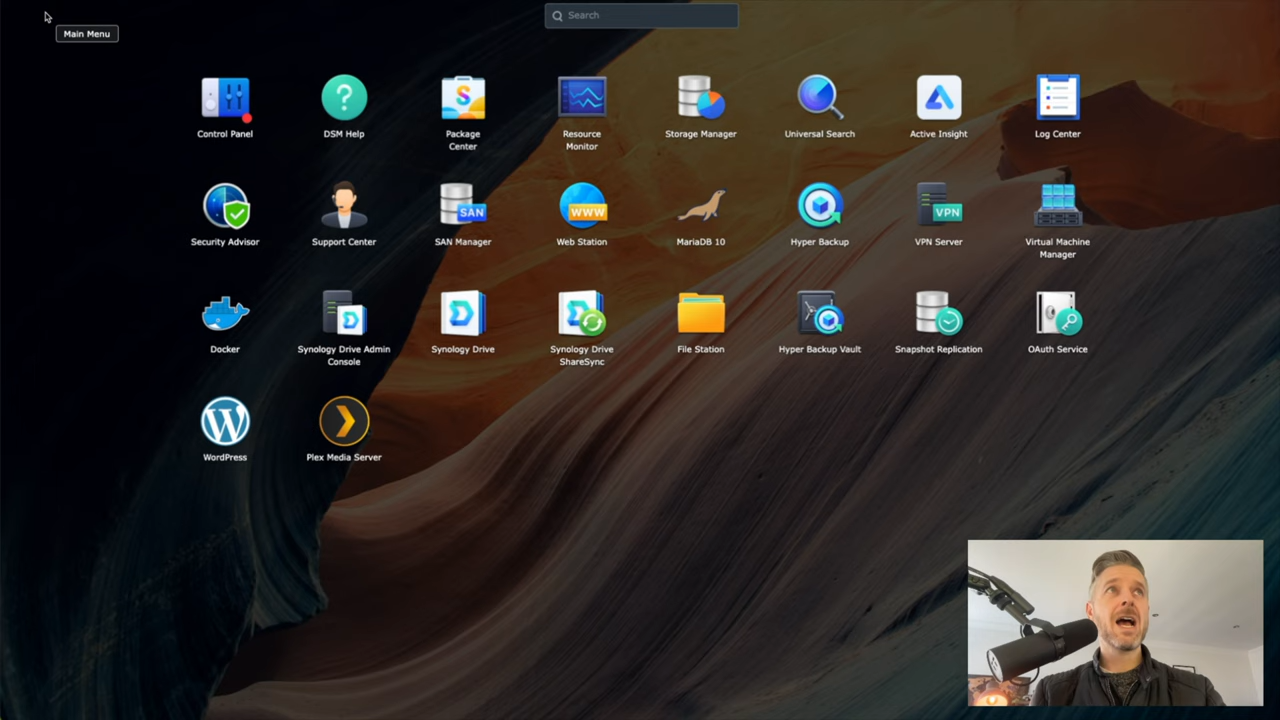 Search
Main Menu
Control Panel
DSM Help
Package
Center
Resource
Monitor
Storage Manager
Universal Search
Active Insight
Log Center
Security Advisor
Support Center
SAN
SAN Manager
WWW
Web Station
MariaDB 10
Hyper Backup
VPN
VPN Server
Virtual Machine
Manager
Docker
Synology Drive Admin
Console
Synology Drive
Synology Drive
ShareSync
File Station
Hyper Backup Vault
Snapshot Replication
OAuth Service
WordPress
Plex Media Server